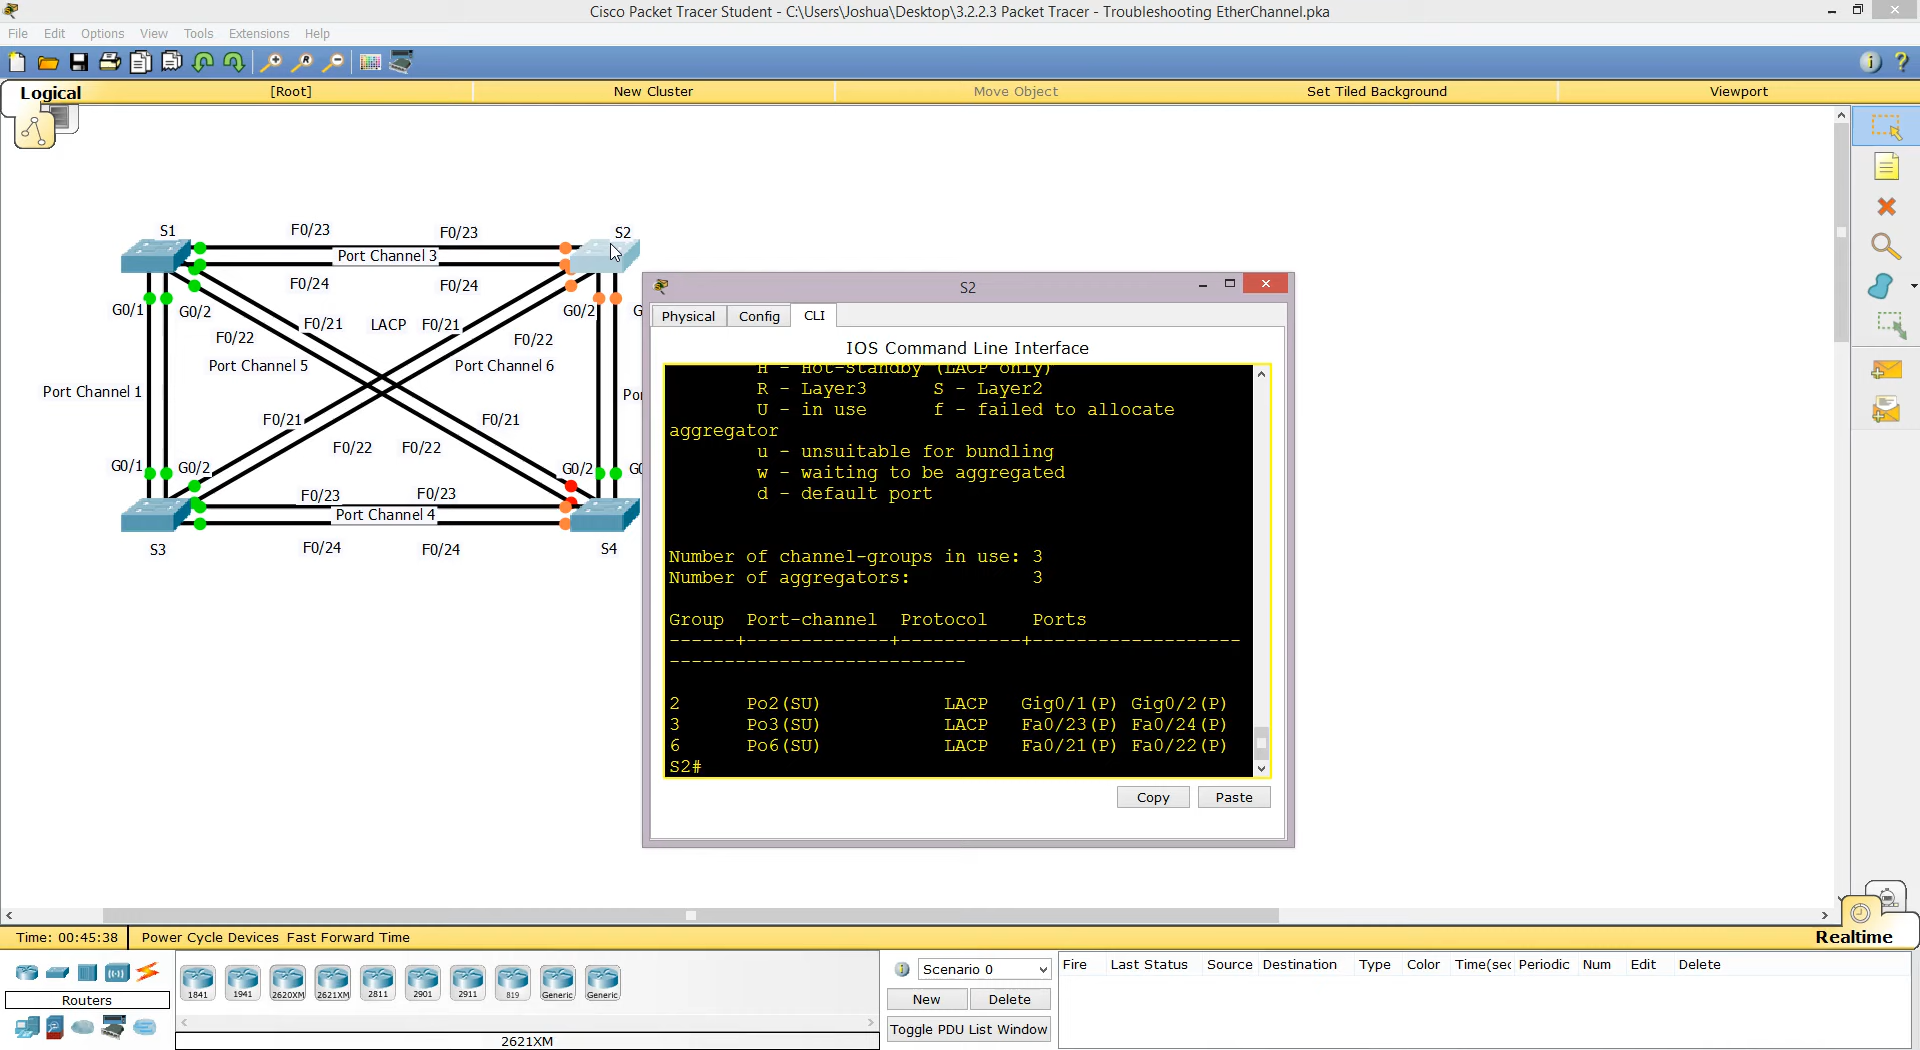 Cisco Packet Tracer Student - C:\Users\Joshua\Desktop\3.2.2.3 Packet Tracer - Troubleshooting EtherChannel.pka
File Edit Options View Tools Extensions Help
Logical [Root] New Cluster Move Object Set Tiled Background Viewport
S1 F0/23 F0/23 S2
Port Channel 3
F0/24 F0/24
G0/1 G0/2 G0/2 G
F0/21 LACP F0/21
F0/22 F0/22
Port Channel 5 Port Channel 6
Port Channel 1 Po
F0/21 F0/21
F0/22 F0/22
G0/1 G0/2 G0/2 G
F0/23 F0/23
Port Channel 4
S3 F0/24 F0/24 S4
S2
Physical Config CLI
IOS Command Line Interface
H - Hot-standby (LACP only)
R - Layer3 S - Layer2
U - in use f - failed to allocate
aggregator
u - unsuitable for bundling
w - waiting to be aggregated
d - default port
Number of channel-groups in use: 3
Number of aggregators: 3
Group Port-channel Protocol Ports
------+-------------+-----------+-------------------
---------------------------
2 Po2(SU) LACP Gig0/1(P) Gig0/2(P)
3 Po3(SU) LACP Fa0/23(P) Fa0/24(P)
6 Po6(SU) LACP Fa0/21(P) Fa0/22(P)
S2#
Copy Paste
Time: 00:45:38 Power Cycle Devices Fast Forward Time Realtime
1841 1941 2620XM 2621XM 2811 2901 2911 819 Generic Generic
Routers
2621XM
Scenario 0
New Delete
Toggle PDU List Window
Fire Last Status Source Destination Type Color Time(sec Periodic Num Edit Delete